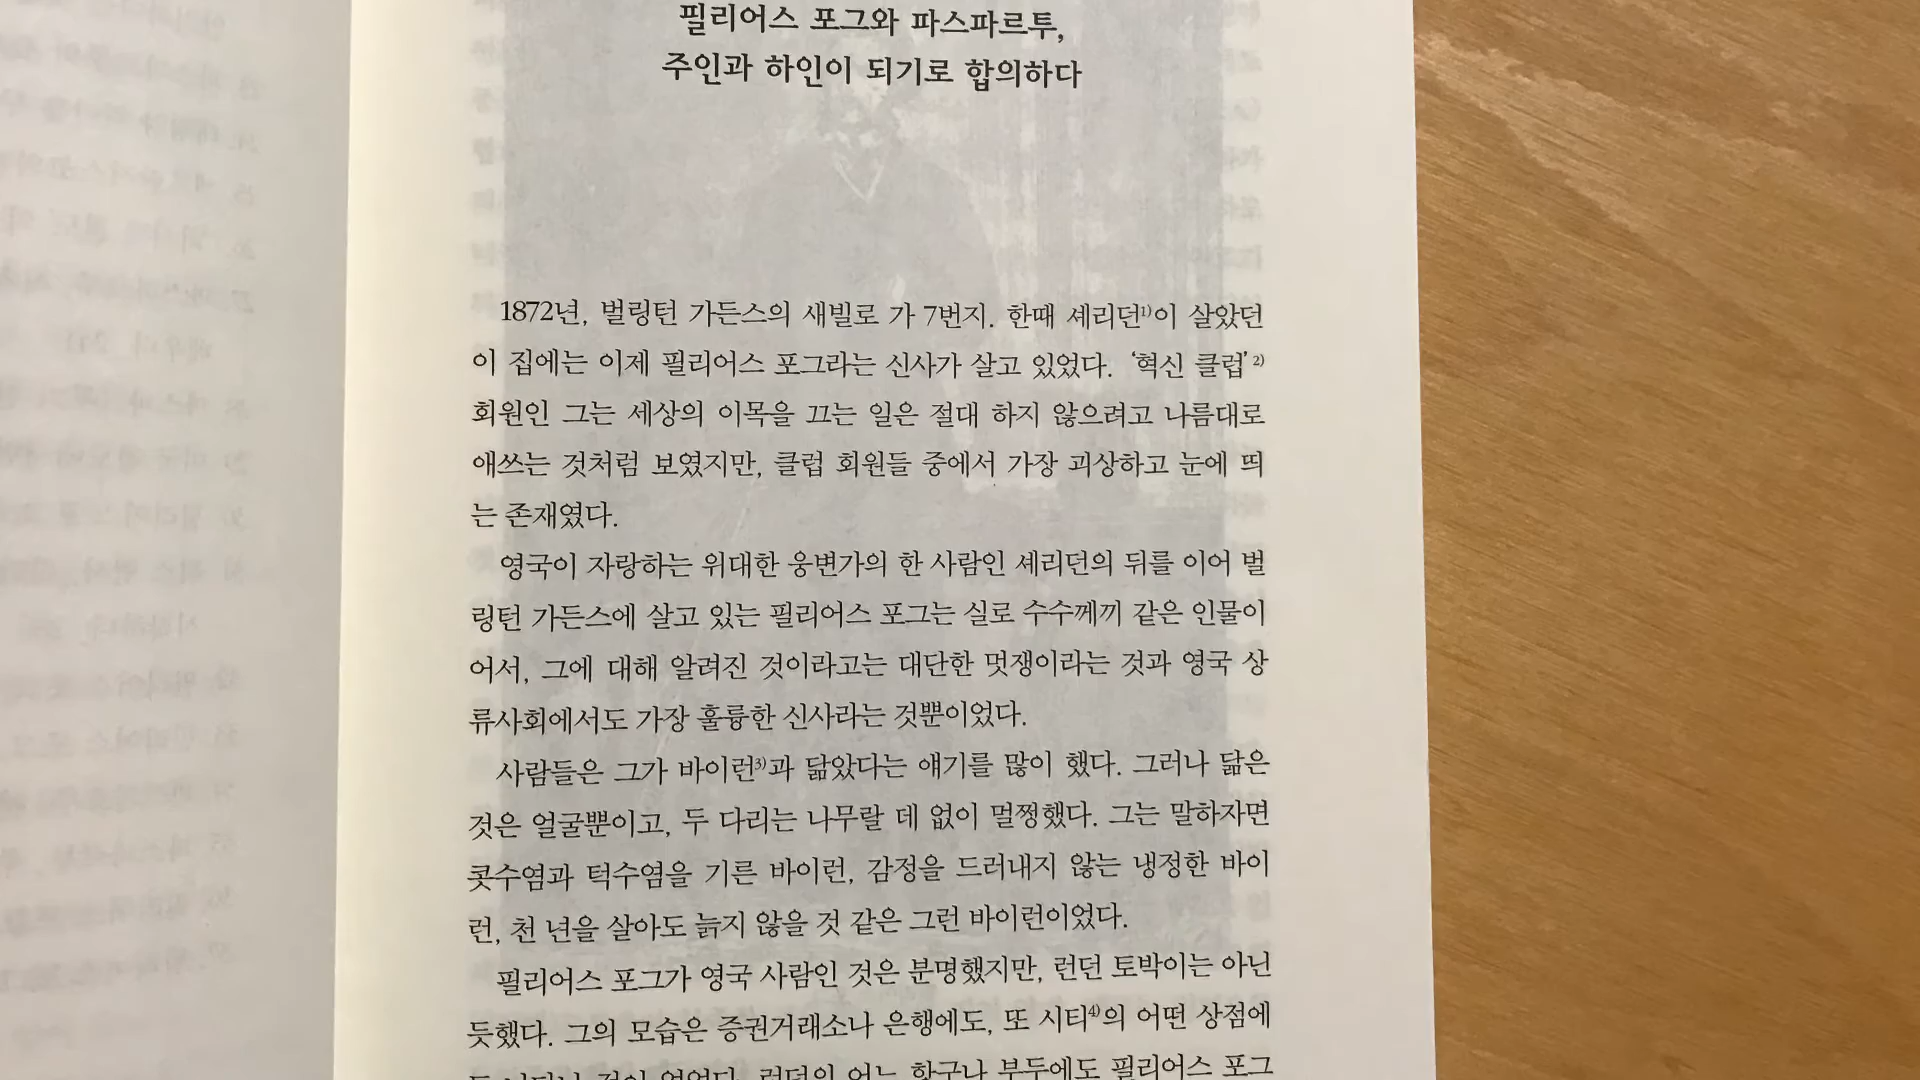 필리어스 포그와 파스파르투,
주인과 하인이 되기로 합의하다
1872년, 벌링턴 가든스의 새빌로 가 7번지. 한때 셰리던1)이 살았던
이 집에는 이제 필리어스 포그라는 신사가 살고 있었다. ‘혁신 클럽’2)
회원인 그는 세상의 이목을 끄는 일은 절대 하지 않으려고 나름대로
애쓰는 것처럼 보였지만, 클럽 회원들 중에서 가장 괴상하고 눈에 띄
는 존재였다.
영국이 자랑하는 위대한 웅변가의 한 사람인 셰리던의 뒤를 이어 벌
링턴 가든스에 살고 있는 필리어스 포그는 실로 수수께끼 같은 인물이
어서, 그에 대해 알려진 것이라고는 대단한 멋쟁이라는 것과 영국 상
류사회에서도 가장 훌륭한 신사라는 것뿐이었다.
사람들은 그가 바이런3)과 닮았다는 얘기를 많이 했다. 그러나 닮은
것은 얼굴뿐이고, 두 다리는 나무랄 데 없이 멀쩡했다. 그는 말하자면
콧수염과 턱수염을 기른 바이런, 감정을 드러내지 않는 냉정한 바이
런, 천 년을 살아도 늙지 않을 것 같은 그런 바이런이었다.
필리어스 포그가 영국 사람인 것은 분명했지만, 런던 토박이는 아닌
듯했다. 그의 모습은 증권거래소나 은행에도, 또 시티4)의 어떤 상점에
런던의 어느 항구나 부두에도 필리어스 포그